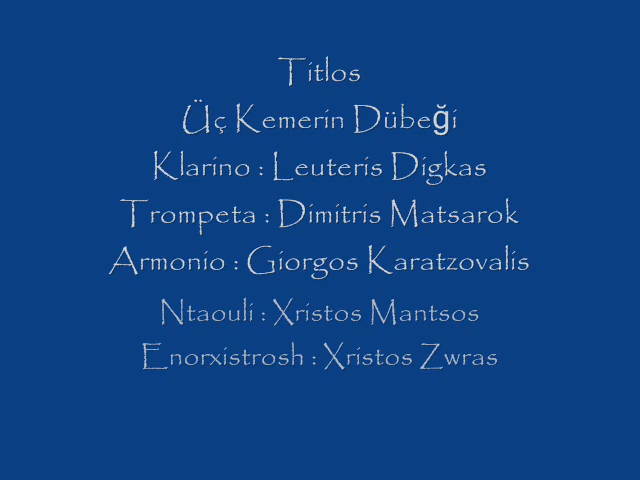 Titlos
Üç Kemerin Dübeği
Klarino : Leuteris Digkas
Trompeta : Dimitris Matsarok
Armonio : Giorgos Karatzovalis
Ntaouli : Xristos Mantsos
Enorxistrosh : Xristos Zwras